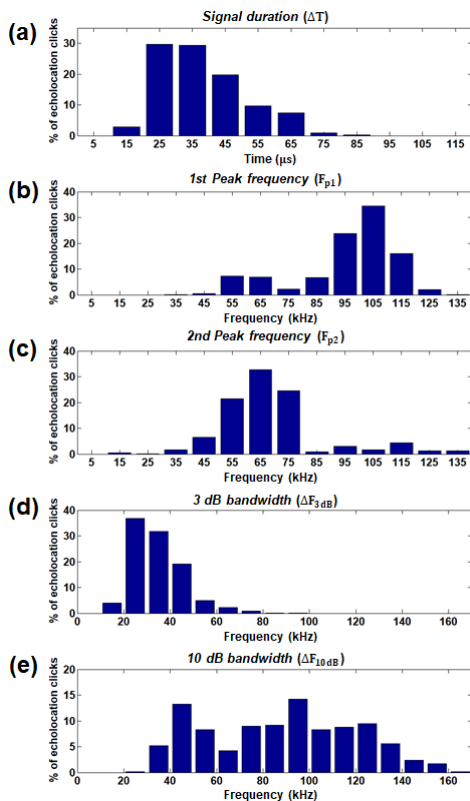 (a)
Signal duration (ΔT)
% of echolocation clicks
30
20
10
0
5 15 25 35 45 55 65 75 85 95 105 115
Time (µs)
(b)
1st Peak frequency (Fp1)
% of echolocation clicks
40
30
20
10
0
5 15 25 35 45 55 65 75 85 95 105 115 125 135
Frequency (kHz)
(c)
2nd Peak frequency (Fp2)
% of echolocation clicks
40
30
20
10
0
5 15 25 35 45 55 65 75 85 95 105 115 125 135
Frequency (kHz)
(d)
3 dB bandwidth (ΔF3 dB)
% of echolocation clicks
40
30
20
10
0
0 20 40 60 80 100 120 140 160
Frequency (kHz)
(e)
10 dB bandwidth (ΔF10 dB)
% of echolocation clicks
20
15
10
5
0
0 20 40 60 80 100 120 140 160
Frequency (kHz)